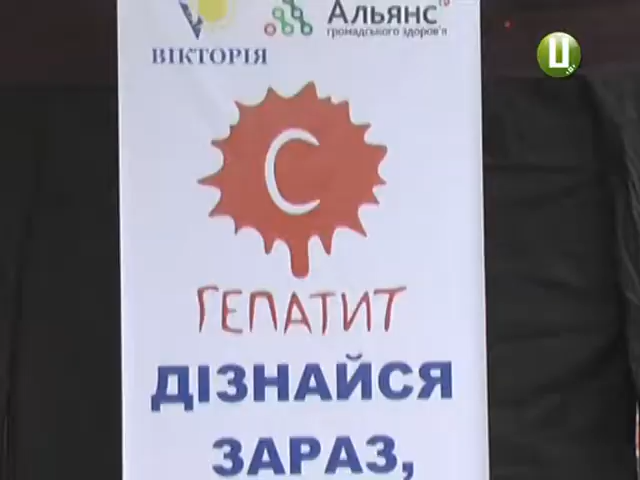 ВІКТОРІЯ
Альянс
громадського здоров'я
С
ГЕПАТИТ
ДІЗНАЙСЯ
ЗАРАЗ,
Ц